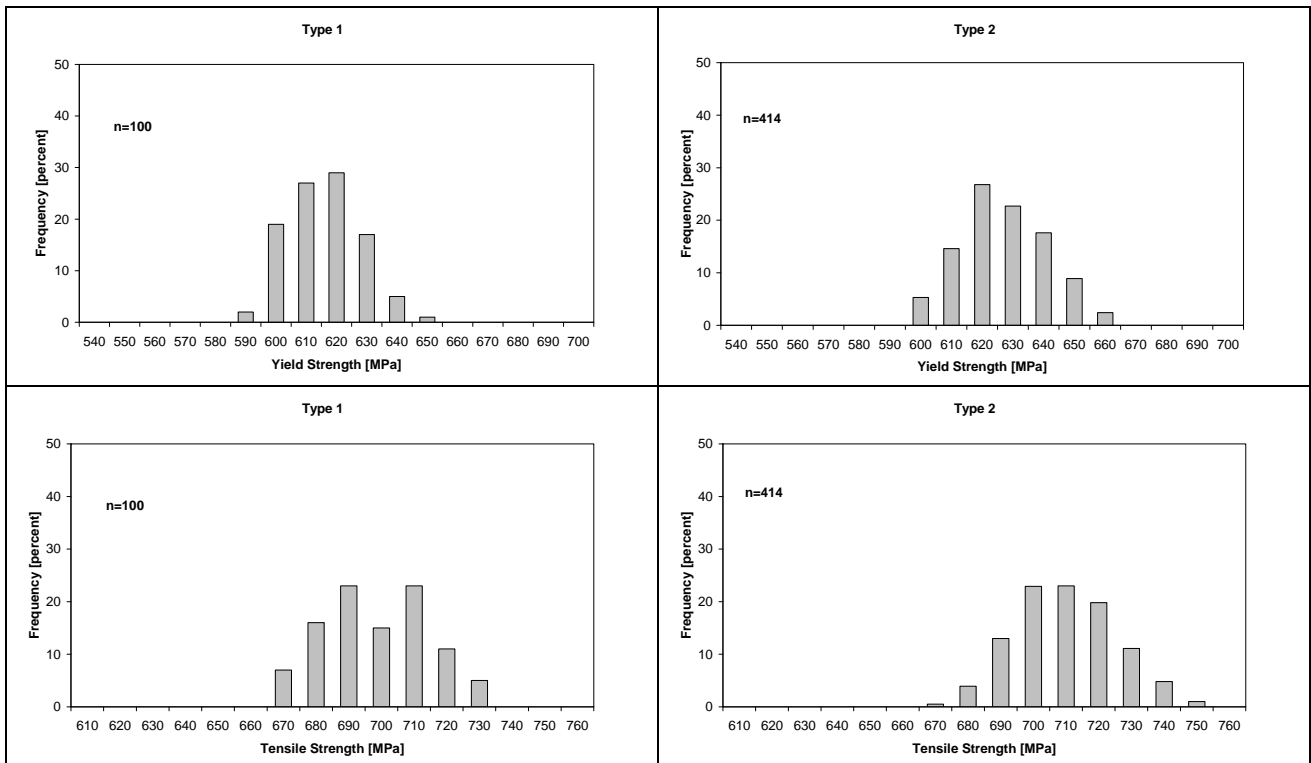 Type 1
50
40
30
20
10
0
Frequency [percent]
n=100
540 550 560 570 580 590 600 610 620 630 640 650 660 670 680 690 700
Yield Strength [MPa]
Type 2
50
40
30
20
10
0
Frequency [percent]
n=414
540 550 560 570 580 590 600 610 620 630 640 650 660 670 680 690 700
Yield Strength [MPa]
Type 1
50
40
30
20
10
0
Frequency [percent]
n=100
610 620 630 640 650 660 670 680 690 700 710 720 730 740 750 760
Tensile Strength [MPa]
Type 2
50
40
30
20
10
0
Frequency [percent]
n=414
610 620 630 640 650 660 670 680 690 700 710 720 730 740 750 760
Tensile Strength [MPa]